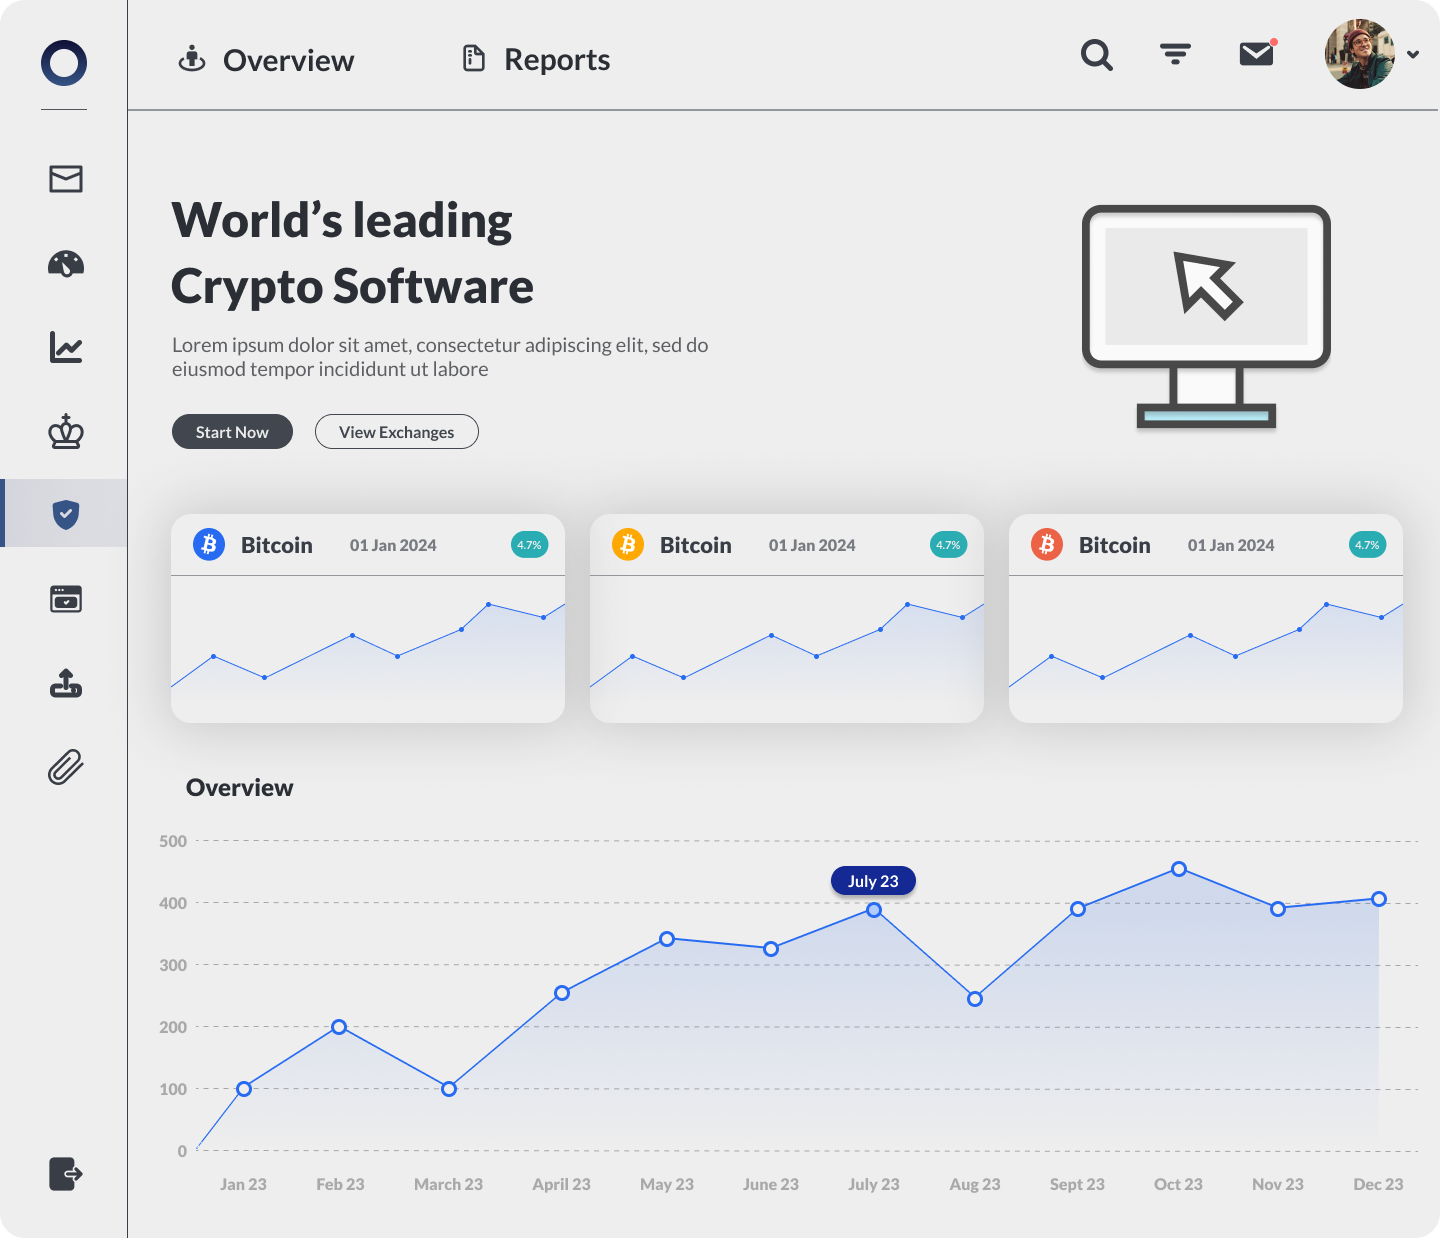 Overview
Reports
World’s leading
Crypto Software
Lorem ipsum dolor sit amet, consectetur adipiscing elit, sed do
eiusmod tempor incididunt ut labore
Start Now
View Exchanges
Bitcoin
01 Jan 2024
4.7%
Bitcoin
01 Jan 2024
4.7%
Bitcoin
01 Jan 2024
4.7%
Overview
500
400
300
200
100
0
July 23
Jan 23
Feb 23
March 23
April 23
May 23
June 23
July 23
Aug 23
Sept 23
Oct 23
Nov 23
Dec 23